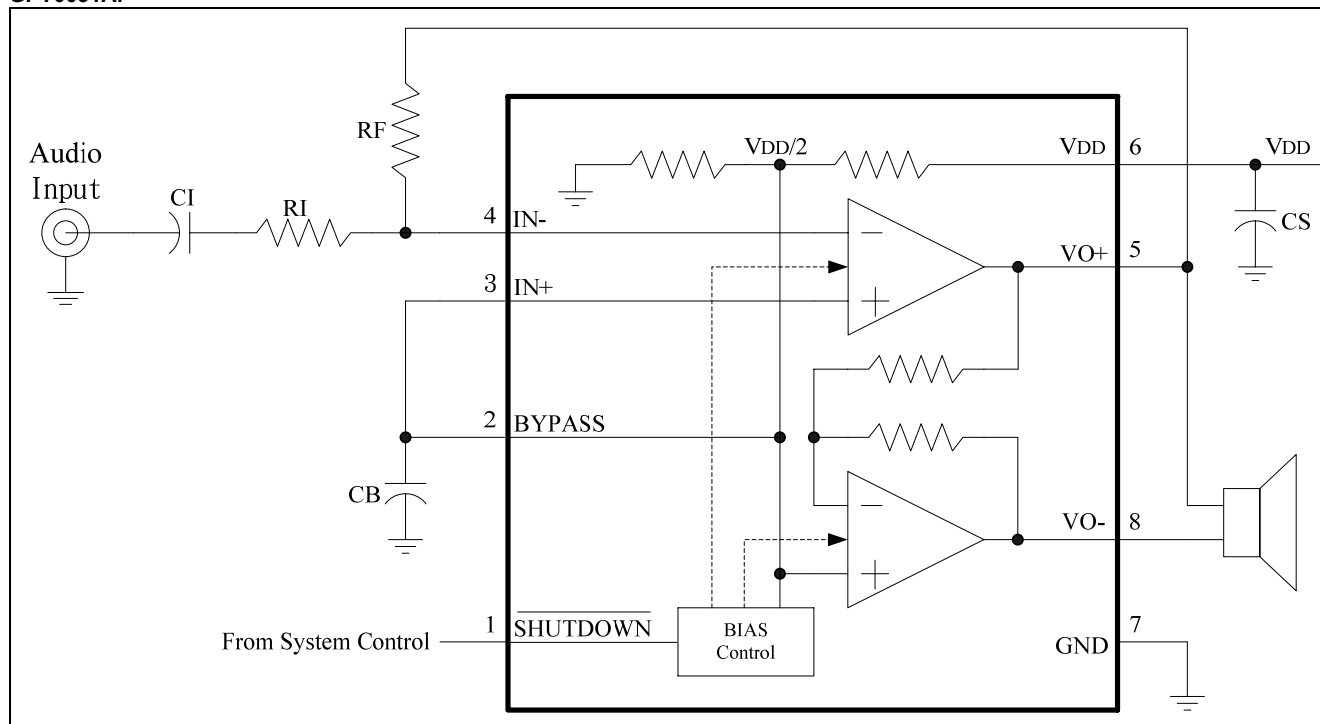 RF
VDD/2
VDD
6
VDD
Audio
Input
CI
RI
4
IN-
CS
VO+
5
3
IN+
2
BYPASS
CB
VO-
8
1
SHUTDOWN
From System Control
BIAS
Control
GND
7